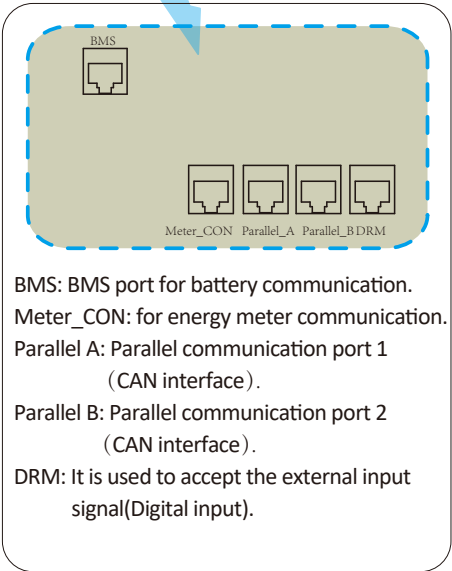 BMS
Meter_CON Parallel_A Parallel_B DRM
BMS: BMS port for battery communication.
Meter_CON: for energy meter communication.
Parallel A: Parallel communication port 1
（CAN interface）.
Parallel B: Parallel communication port 2
（CAN interface）.
DRM: It is used to accept the external input
signal(Digital input).